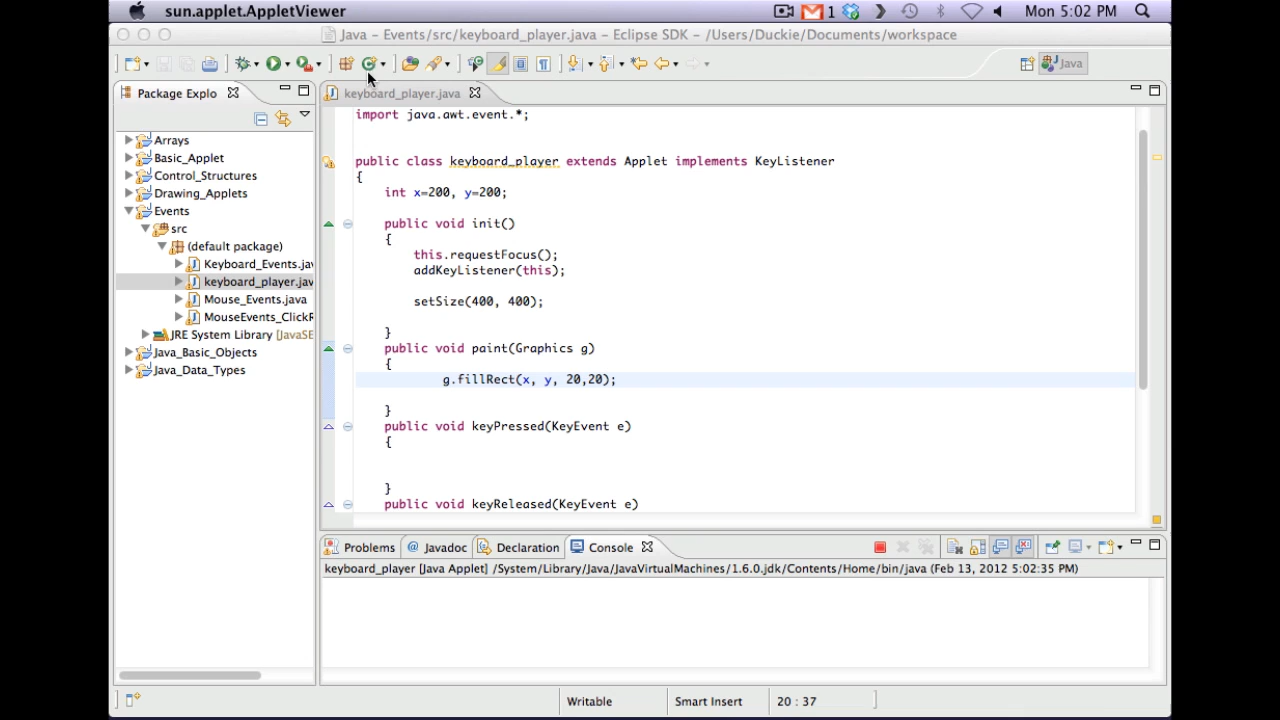 sun.applet.AppletViewer
1
Mon 5:02 PM
Java - Events/src/keyboard_player.java - Eclipse SDK - /Users/Duckie/Documents/workspace
Java
Package Explo
keyboard_player.java
Arrays
Basic_Applet
Control_Structures
Drawing_Applets
Events
src
(default package)
Keyboard_Events.jav
keyboard_player.jav
Mouse_Events.java
MouseEvents_ClickR
JRE System Library [JavaSE
Java_Basic_Objects
Java_Data_Types
import java.awt.event.*;
public class keyboard_player extends Applet implements KeyListener
{
int x=200, y=200;
public void init()
{
this.requestFocus();
addKeyListener(this);
setSize(400, 400);
}
public void paint(Graphics g)
{
g.fillRect(x, y, 20,20);
}
public void keyPressed(KeyEvent e)
{
}
public void keyReleased(KeyEvent e)
Problems @ Javadoc Declaration Console
keyboard_player [Java Applet] /System/Library/Java/JavaVirtualMachines/1.6.0.jdk/Contents/Home/bin/java (Feb 13, 2012 5:02:35 PM)
Writable
Smart Insert
20 : 37